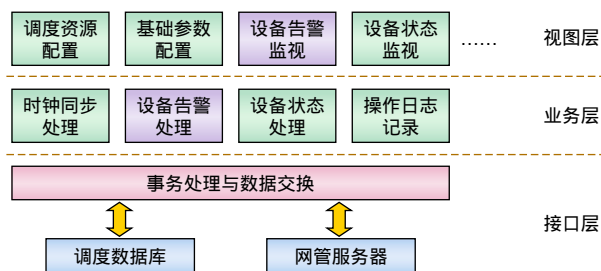 调度资源
配置
基础参数
配置
设备告警
监视
设备状态
监视
……
视图层
时钟同步
处理
设备告警
处理
设备状态
处理
操作日志
记录
业务层
事务处理与数据交换
接口层
调度数据库
网管服务器